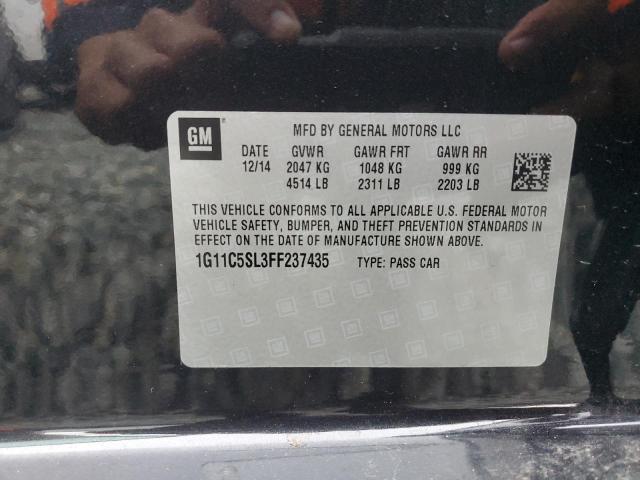 GM
MFD BY GENERAL MOTORS LLC
DATE GVWR GAWR FRT GAWR RR
12/14 2047 KG 1048 KG 999 KG
4514 LB 2311 LB 2203 LB
THIS VEHICLE CONFORMS TO ALL APPLICABLE U.S. FEDERAL MOTOR
VEHICLE SAFETY, BUMPER, AND THEFT PREVENTION STANDARDS IN
EFFECT ON THE DATE OF MANUFACTURE SHOWN ABOVE.
1G11C5SL3FF237435 TYPE: PASS CAR